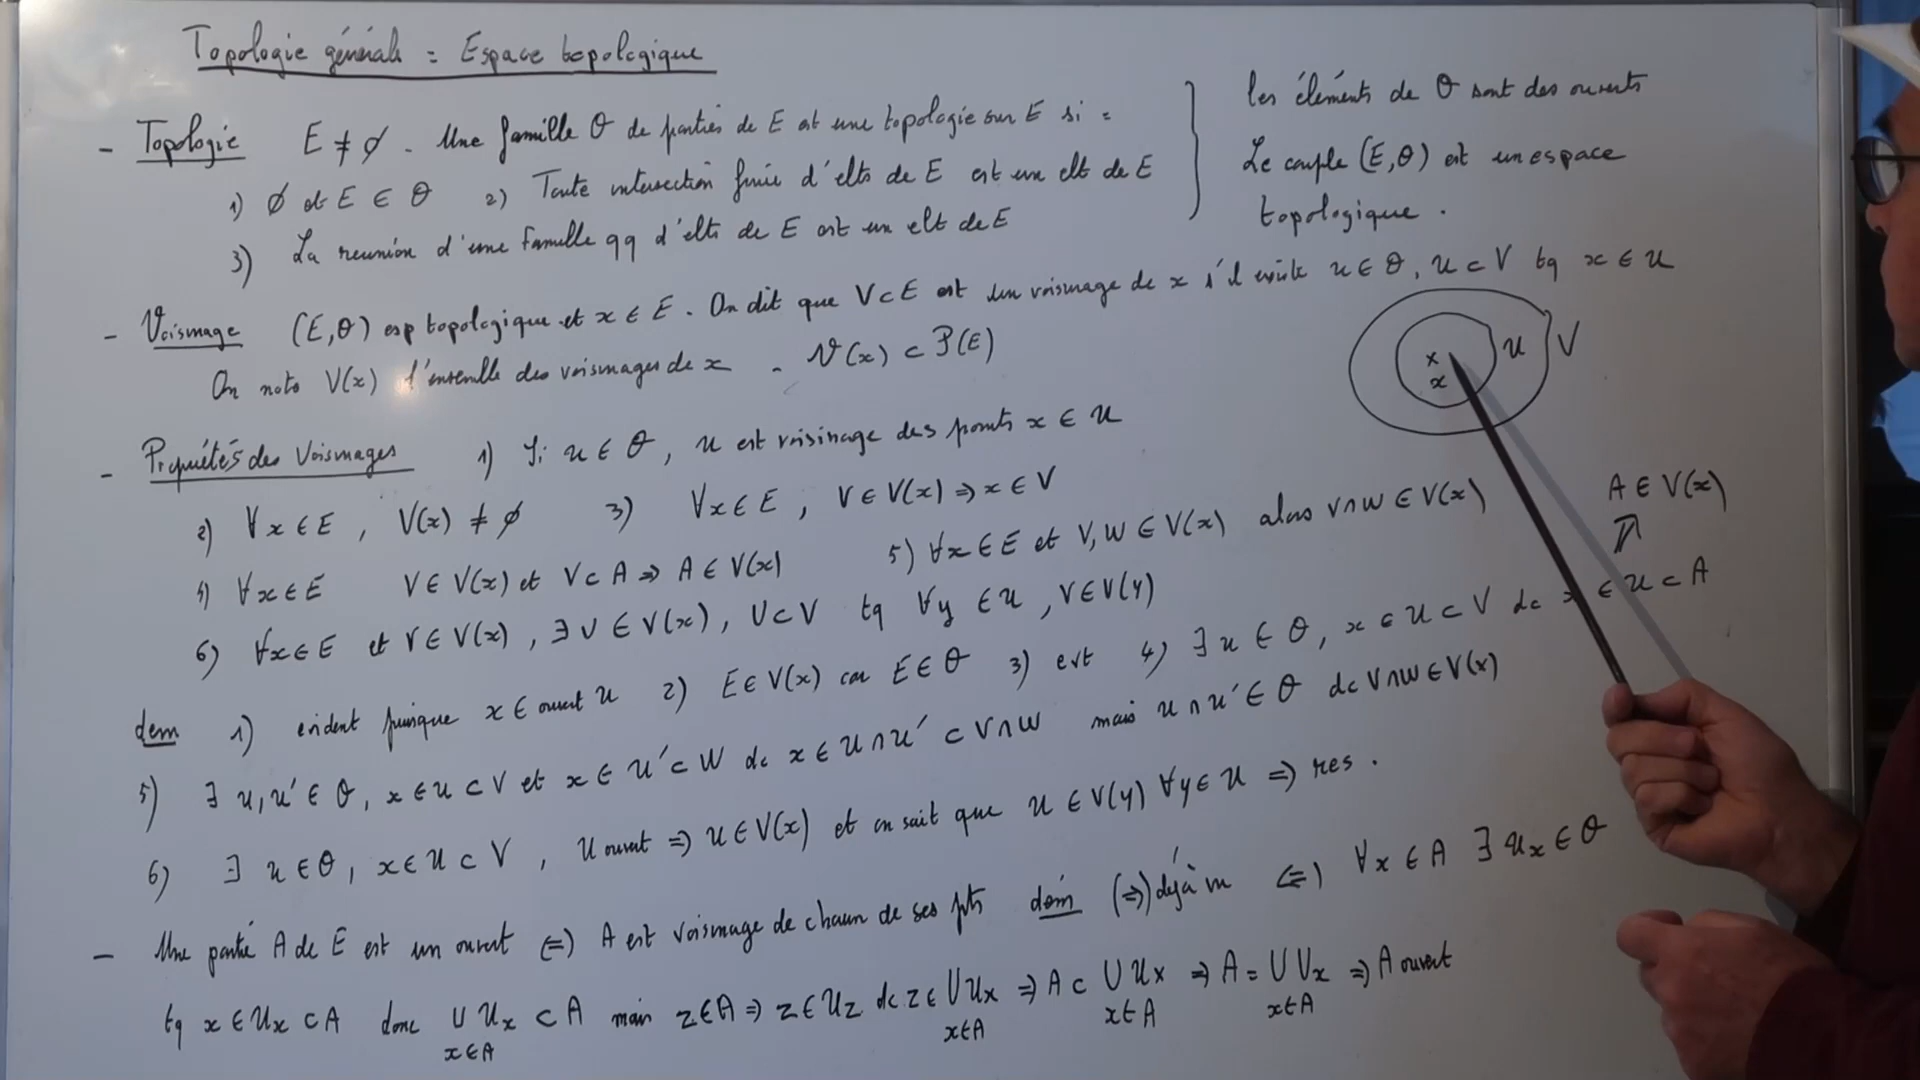 Topologie générale : Espace topologique
- Topologie E ≠ ∅. Une famille θ de parties de E est une topologie sur E si :
1) ∅ et E ∈ θ 2) Toute intersection finie d'elts de E est un elt de E
3) La reunion d'une famille qq d'elts de E est un elt de E
les éléments de θ sont des ouverts
Le couple (E,θ) est un espace
topologique.
- Voisinage (E,θ) esp topologique et x ∈ E. On dit que V⊂E est un voisinage de x s'il existe U ∈ θ, U ⊂ V tq x ∈ U
On note V(x) l'ensemble des voisinages de x. V(x) ⊂ P(E)
x
x
U
V
- Propriétés des Voisinages 1) Si U ∈ θ, U est voisinage des points x ∈ U
2) ∀x∈E, V(x) ≠ ∅ 3) ∀x∈E, V∈V(x) ⇒ x∈V
4) ∀x∈E V∈V(x) et V⊂A ⇒ A∈V(x) 5) ∀x∈E et V,W∈V(x) alors V∩W∈V(x)
6) ∀x∈E et V∈V(x), ∃U∈V(x), U⊂V tq ∀y∈U, V∈V(y)
A∈V(x)
⇑
dem 1) evident puisque x∈ouvert U 2) E∈V(x) car E∈θ 3) evt 4) ∃U∈θ, x∈U⊂V dc x∈U⊂A
5) ∃ U,U'∈θ, x∈U⊂V et x∈U'⊂W dc x∈U∩U'⊂V∩W mais U∩U'∈θ dc V∩W∈V(x)
6) ∃ U∈θ, x∈U⊂V, U ouvert ⇒ U∈V(x) et on sait que U∈V(y) ∀y∈U ⇒ res.
- Une partie A de E est un ouvert ⇔ A est voisinage de chacun de ses pts dém (⇒) déjà vu ⇐) ∀x∈A ∃ Ux∈θ
tq x∈Ux⊂A donc ∪ Ux ⊂ A mais z∈A ⇒ z∈Uz dc z∈∪Ux ⇒ A⊂∪Ux ⇒ A=∪Ux ⇒ A ouvert
x∈A x∈A x∈A x∈A